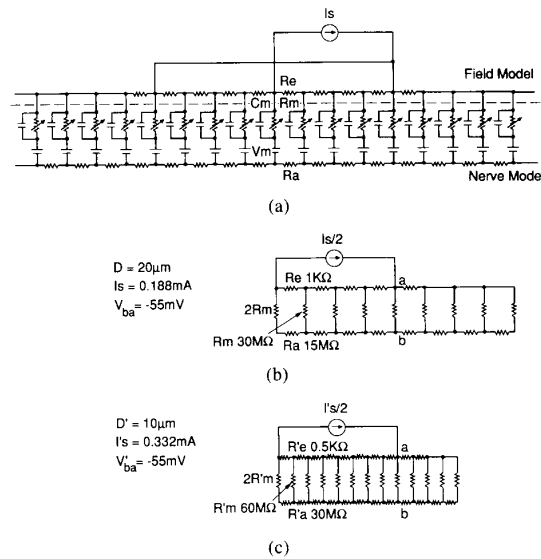 Is
Re
Field Model
Cm
Rm
Vm
Ra
Nerve Mode
(a)
D = 20μm
Is = 0.188mA
Vba = -55mV
Is/2
Re 1KΩ
a
2Rm
Rm 30MΩ
Ra 15MΩ
b
(b)
D' = 10μm
I's = 0.332mA
V'ba = -55mV
I's/2
R'e 0.5KΩ
a
2R'm
R'm 60MΩ
R'a 30MΩ
b
(c)